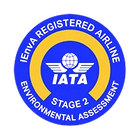 IEnvA REGISTERED AIRLINE
IATA
STAGE 2
ENVIRONMENTAL ASSESSMENT